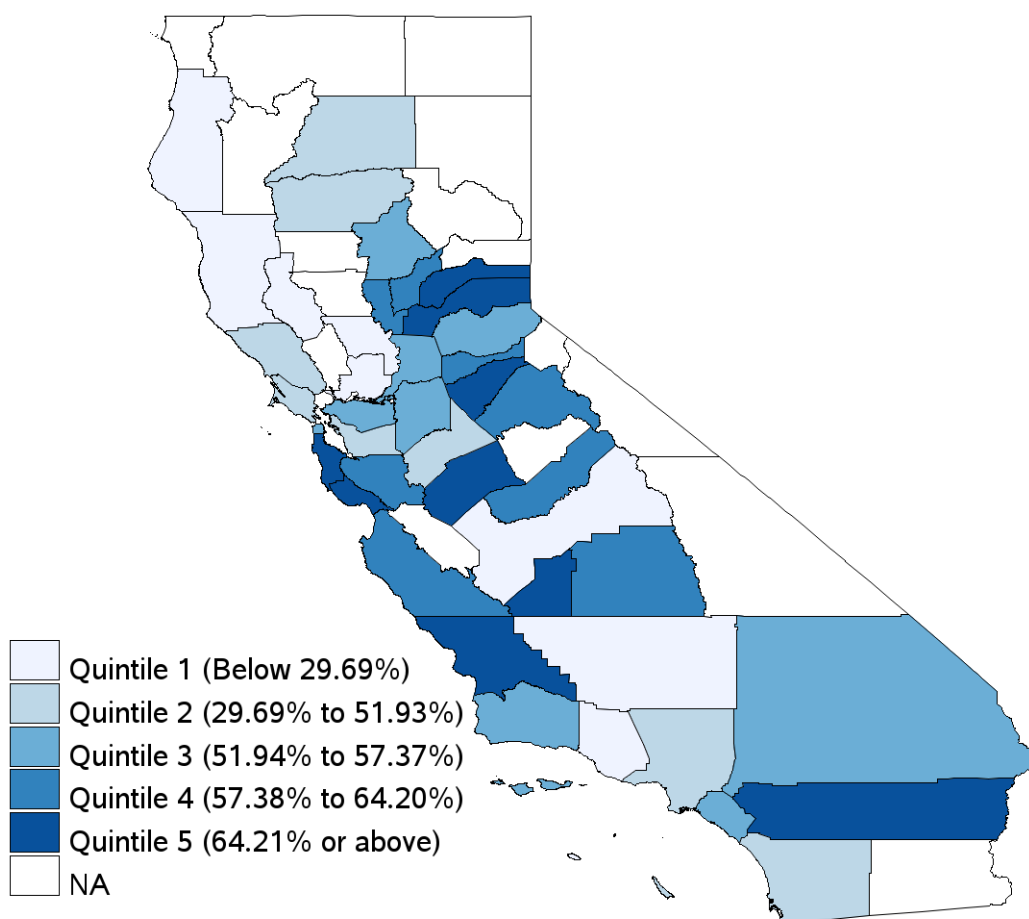 Quintile 1 (Below 29.69%)
Quintile 2 (29.69% to 51.93%)
Quintile 3 (51.94% to 57.37%)
Quintile 4 (57.38% to 64.20%)
Quintile 5 (64.21% or above)
NA